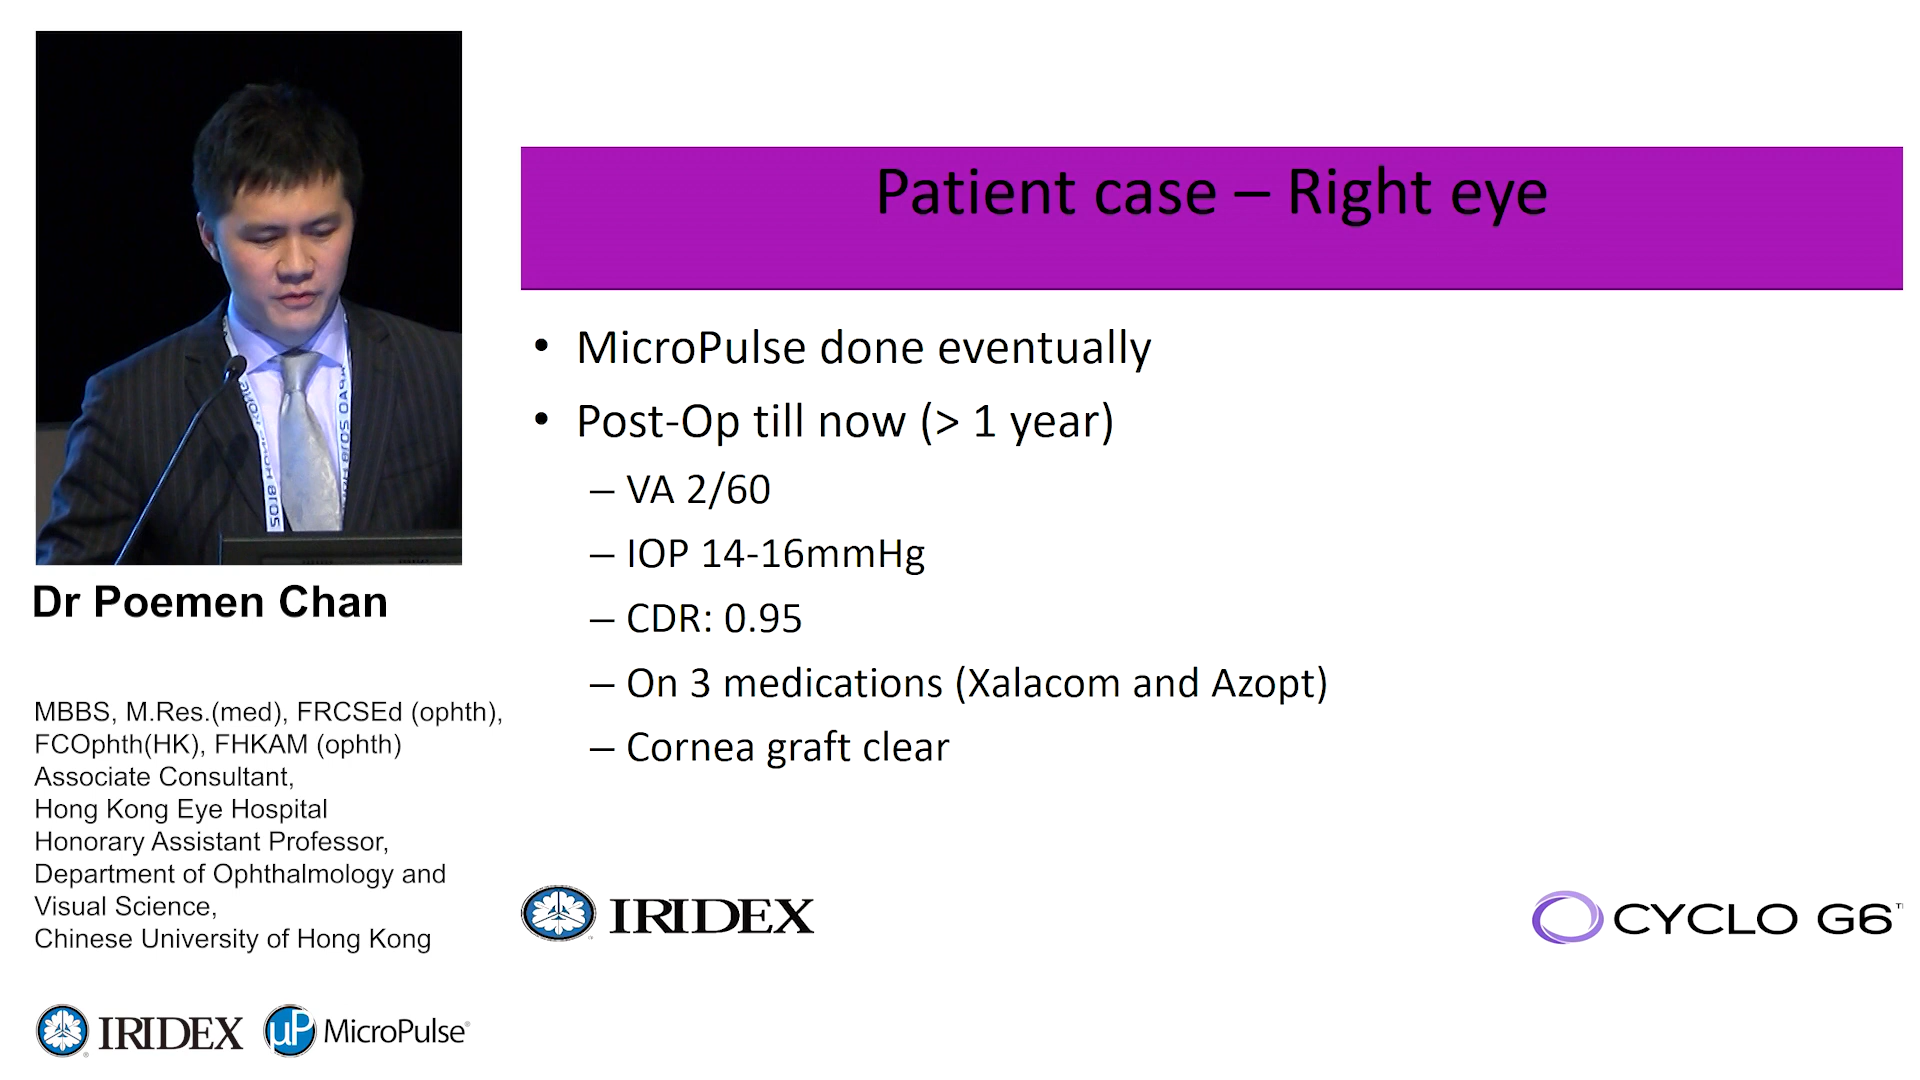 Patient case – Right eye
• MicroPulse done eventually
• Post-Op till now (> 1 year)
– VA 2/60
– IOP 14-16mmHg
– CDR: 0.95
– On 3 medications (Xalacom and Azopt)
– Cornea graft clear
Dr Poemen Chan
MBBS, M.Res.(med), FRCSEd (ophth),
FCOphth(HK), FHKAM (ophth)
Associate Consultant,
Hong Kong Eye Hospital
Honorary Assistant Professor,
Department of Ophthalmology and
Visual Science,
Chinese University of Hong Kong
IRIDEX
CYCLO G6™
IRIDEX® µP MicroPulse®